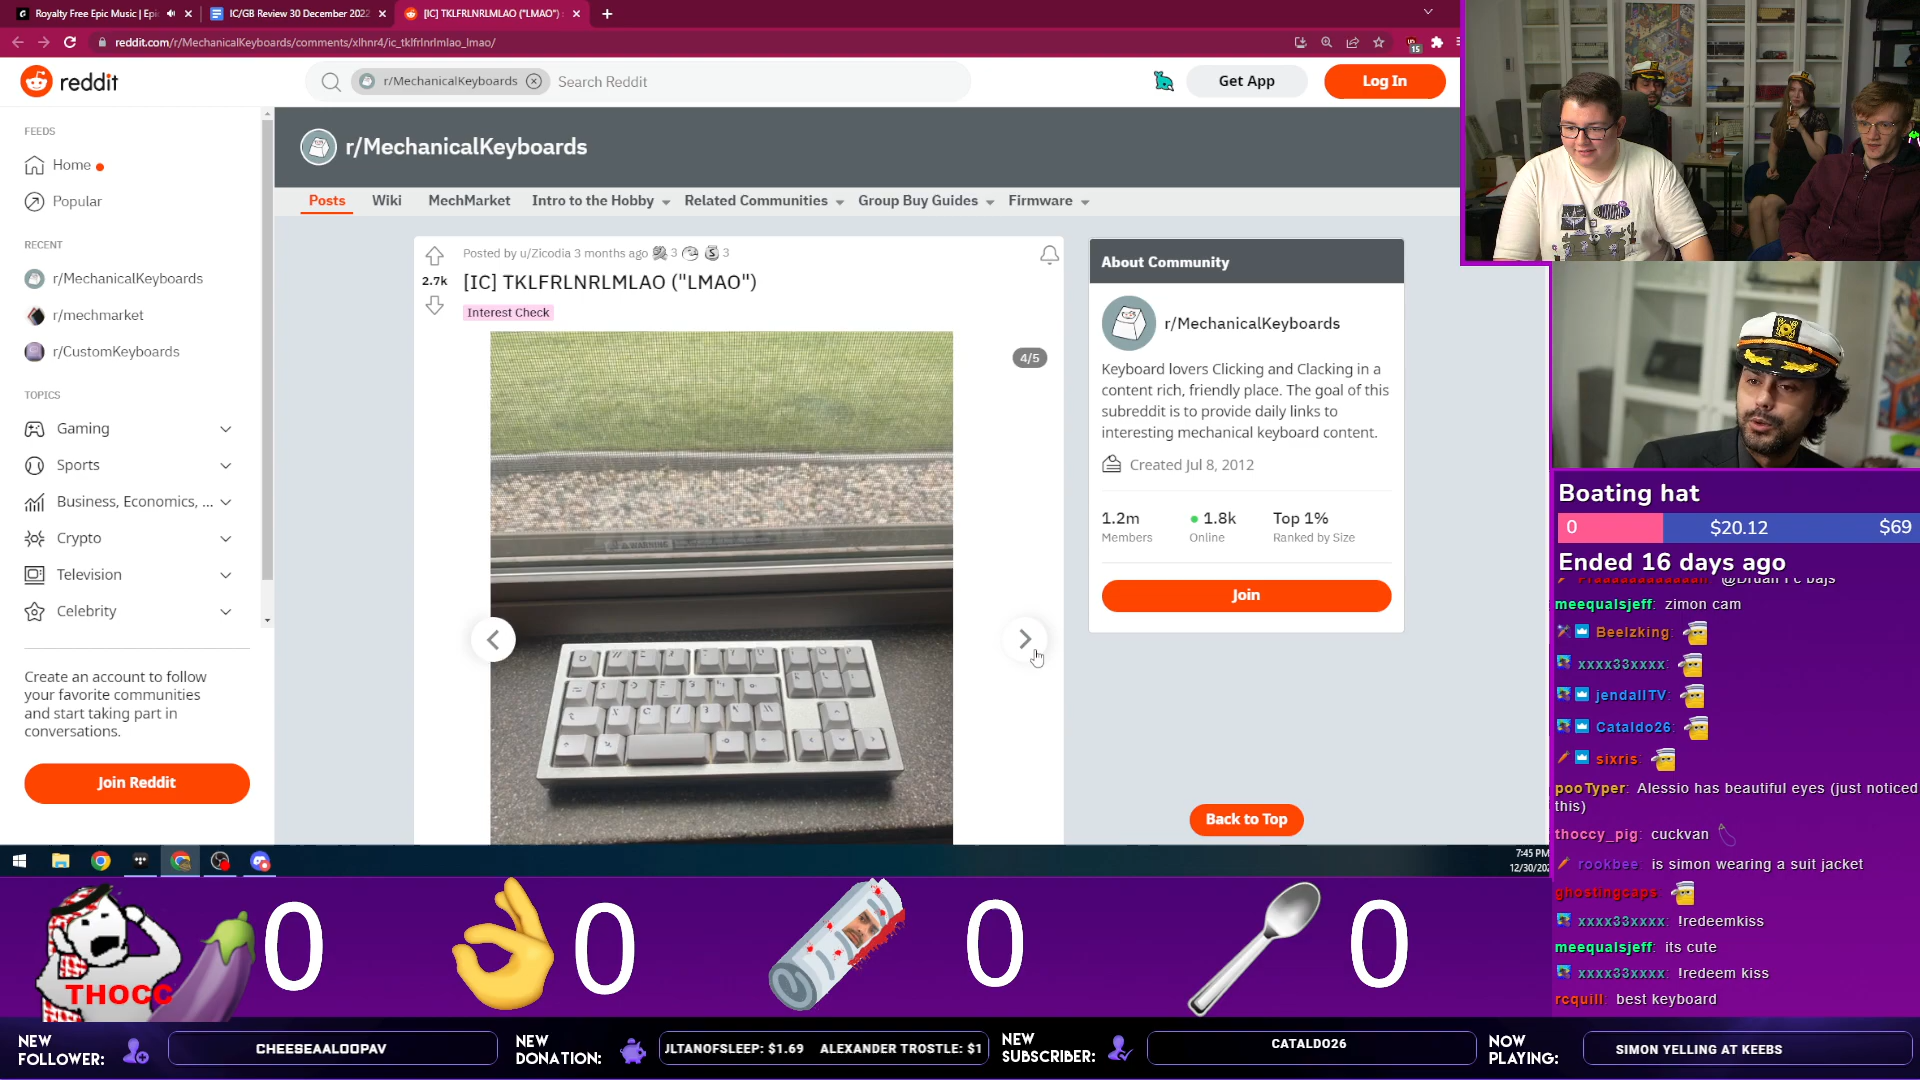 Royalty Free Epic Music | Epi
IC/GB Review 30 December 2022
[IC] TKLFRLNRLMLAO ("LMAO") :
reddit.com/r/MechanicalKeyboards/comments/xlhnr4/ic_tklfrlnrlmlao_lmao/
15
reddit
r/MechanicalKeyboards
Search Reddit
Get App
Log In
FEEDS
Home
Popular
RECENT
r/MechanicalKeyboards
r/mechmarket
r/CustomKeyboards
TOPICS
Gaming
Sports
Business, Economics, ...
Crypto
Television
Celebrity
Create an account to follow
your favorite communities
and start taking part in
conversations.
Join Reddit
r/MechanicalKeyboards
Posts
Wiki
MechMarket
Intro to the Hobby
Related Communities
Group Buy Guides
Firmware
Posted by u/Zicodia 3 months ago 3 3
2.7k
[IC] TKLFRLNRLMLAO ("LMAO")
Interest Check
4/5
WARNING
About Community
r/MechanicalKeyboards
Keyboard lovers Clicking and Clacking in a
content rich, friendly place. The goal of this
subreddit is to provide daily links to
interesting mechanical keyboard content.
Created Jul 8, 2012
1.2m
Members
1.8k
Online
Top 1%
Ranked by Size
Join
Back to Top
7:45 PM
12/30/202
Boating hat
0
$20.12
$69
Ended 16 days ago
meequalsjeff: zimon cam
Beelzking:
xxxx33xxxx:
jendallTV:
Cataldo26:
sixris:
pooTyper: Alessio has beautiful eyes (just noticed
this)
thoccy_pig: cuckvan
rookbee: is simon wearing a suit jacket
ghostingcaps:
xxxx33xxxx: !redeemkiss
meequalsjeff: its cute
xxxx33xxxx: !redeem kiss
rcquill: best keyboard
THOCC
0
0
0
0
NEW
FOLLOWER:
CHEESEAALOOPAV
NEW
DONATION:
JLTANOFSLEEP: $1.69 ALEXANDER TROSTLE: $1
NEW
SUBSCRIBER:
CATALDO26
NOW
PLAYING:
SIMON YELLING AT KEEBS